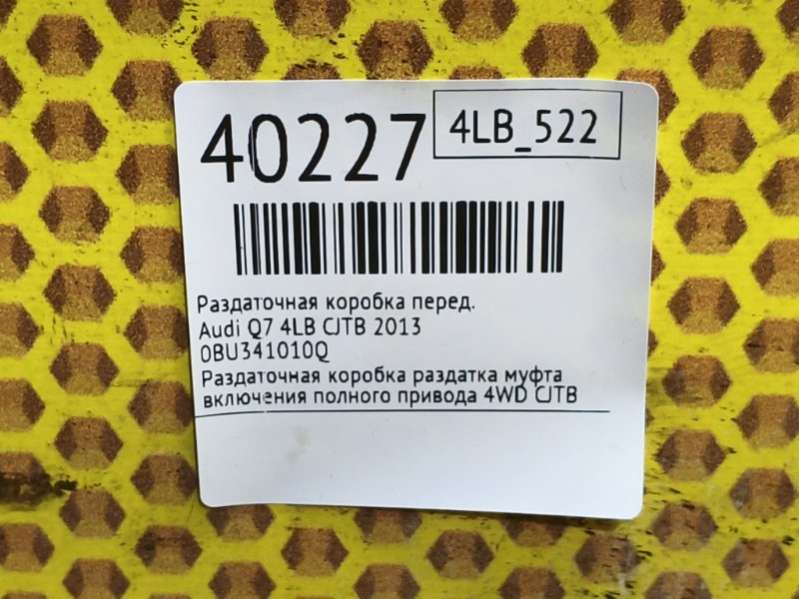 40227
4LB_522
Раздаточная коробка перед.
Audi Q7 4LB CJTB 2013
0BU341010Q
Раздаточная коробка раздатка муфта
включения полного привода 4WD CJTB